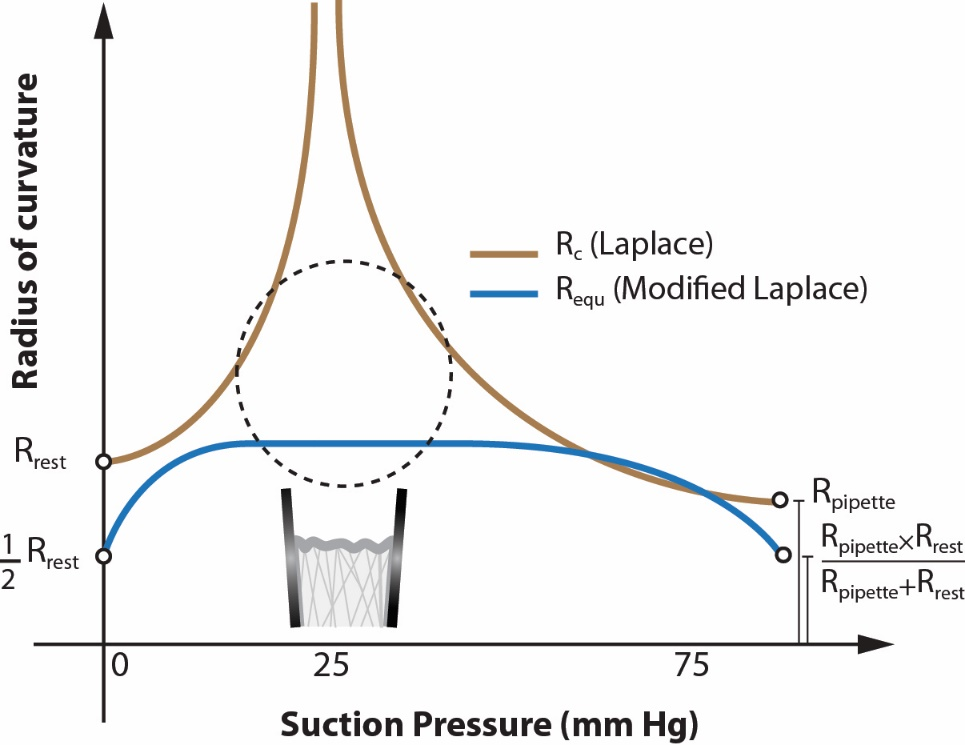 Radius of curvature
R_c (Laplace)
R_equ (Modified Laplace)
R_rest
1/2 R_rest
R_pipette
R_pipette×R_rest
R_pipette+R_rest
0 25 75
Suction Pressure (mm Hg)